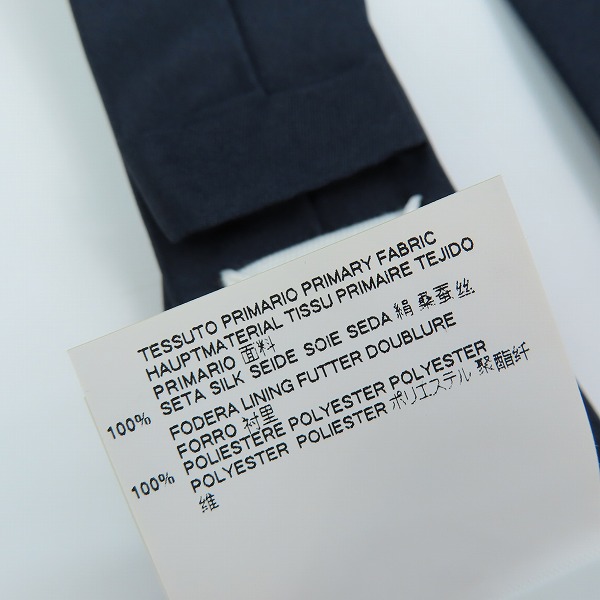 TESSUTO PRIMARIO PRIMARY FABRIC
HAUPTMATERIAL TISSU PRIMAIRE TEJIDO
PRIMARIO 面料
100% SETA SILK SEIDE SOIE SEDA 絹 桑蚕丝
FODERA LINING FUTTER DOUBLURE
FORRO 衬里
100% POLIESTERE POLYESTER POLYESTER
POLYESTER POLIESTER ポリエステル 聚酯纤
维